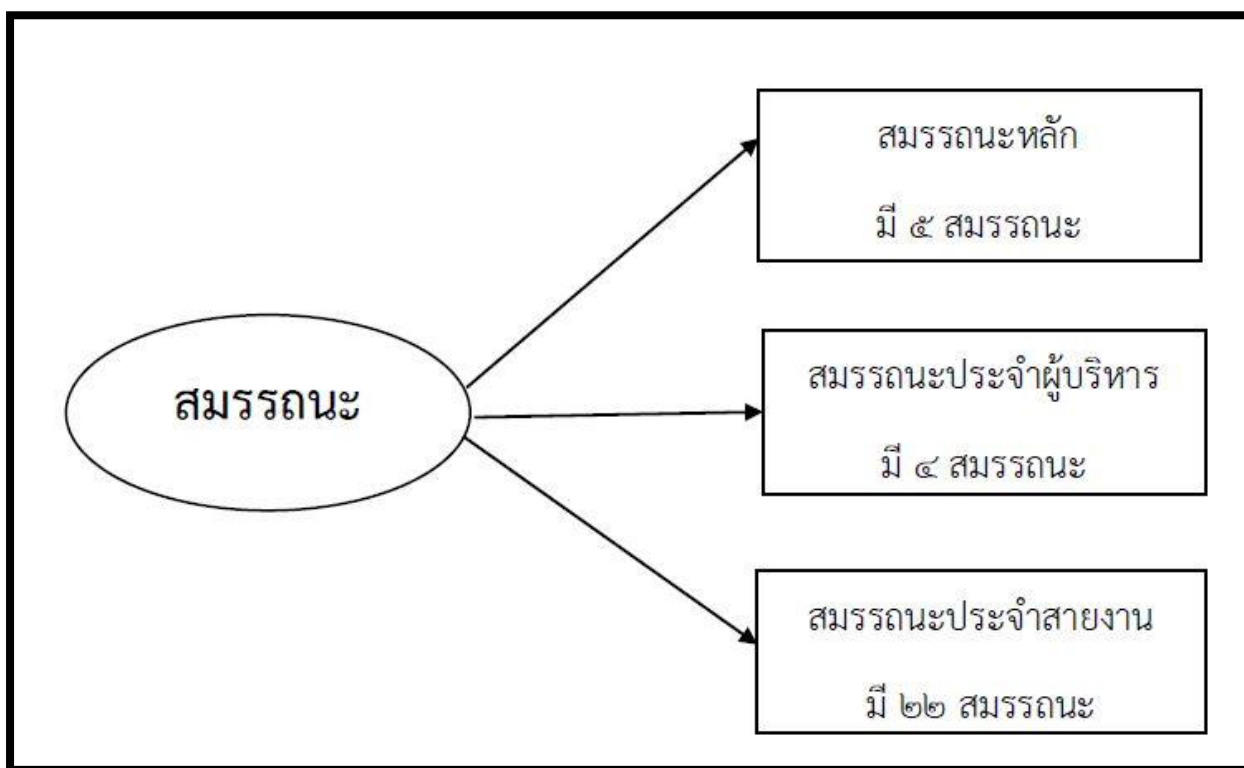 สมรรถนะ
สมรรถนะหลัก
มี ๕ สมรรถนะ
สมรรถนะประจำผู้บริหาร
มี ๔ สมรรถนะ
สมรรถนะประจำสายงาน
มี ๒๒ สมรรถนะ